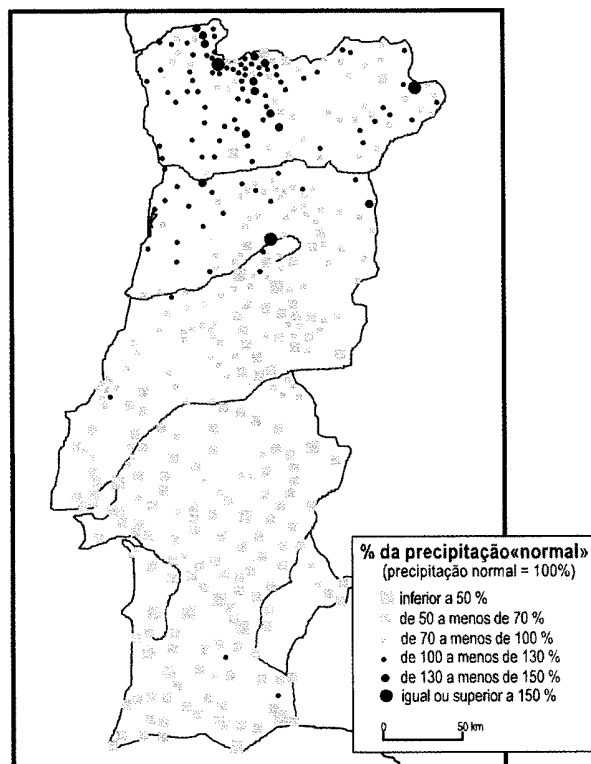 % da precipitação«normal»
(precipitação normal = 100%)
inferior a 50 %
de 50 a menos de 70 %
de 70 a menos de 100 %
de 100 a menos de 130 %
de 130 a menos de 150 %
igual ou superior a 150 %
0 50 km